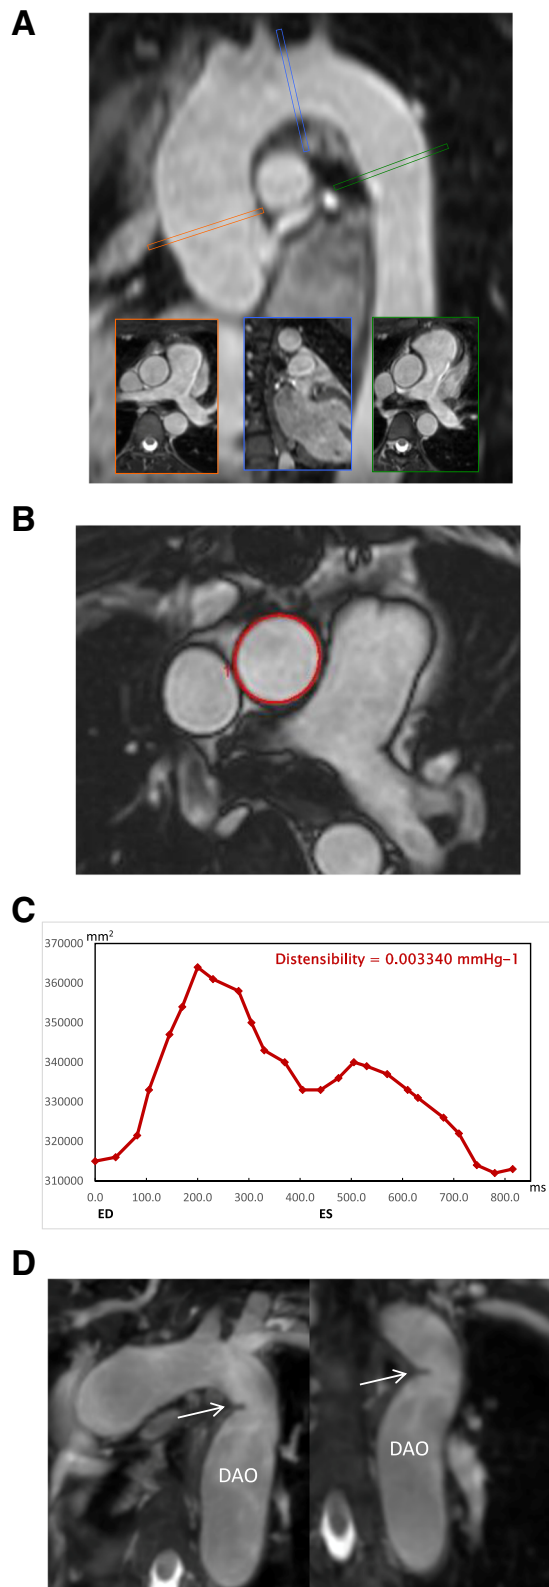 A
B
1
C
mm²
370000
Distensibility = 0.003340 mmHg-1
360000
350000
340000
330000
320000
310000
0.0 100.0 200.0 300.0 400.0 500.0 600.0 700.0 800.0 ms
ED ES
D
DAO DAO